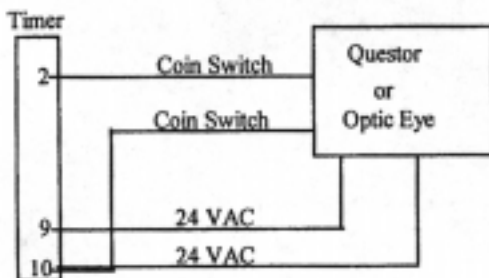 Timer
2
Coin Switch
Questor
or
Optic Eye
Coin Switch
9
24 VAC
10
24 VAC